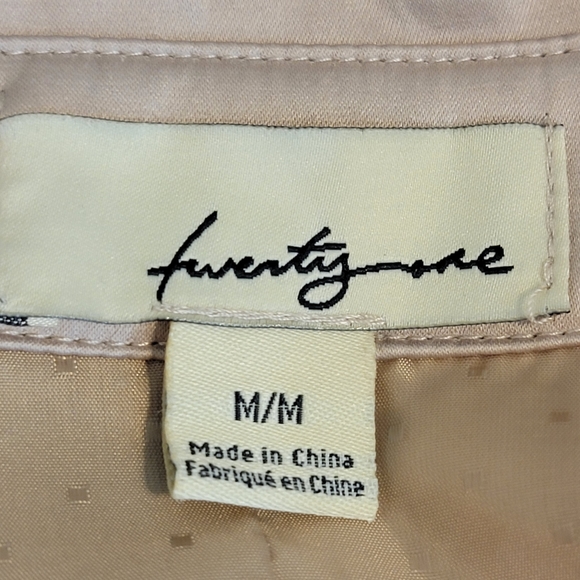 twenty-one
M/M
Made in China
Fabriqué en Chine